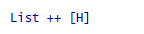 List ++ [H]